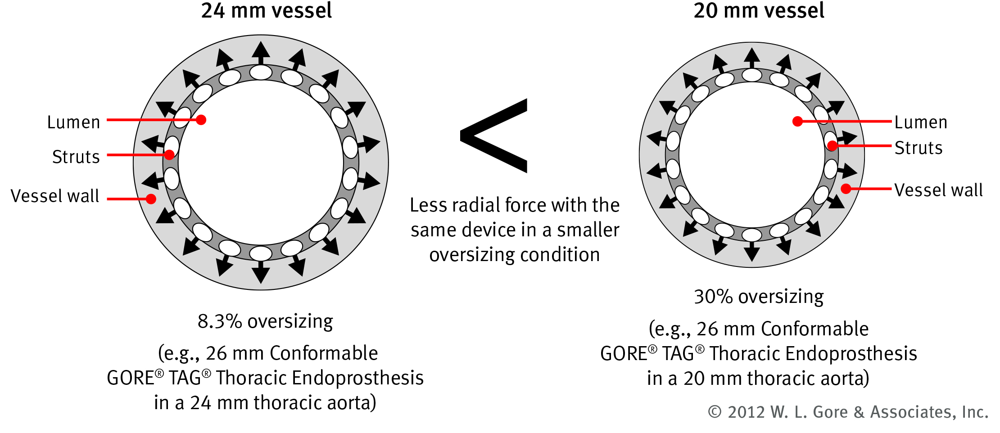 24 mm vessel
Lumen
Struts
Vessel wall
8.3% oversizing
(e.g., 26 mm Conformable
GORE® TAG® Thoracic Endoprosthesis
in a 24 mm thoracic aorta)
<
Less radial force with the
same device in a smaller
oversizing condition
20 mm vessel
Lumen
Struts
Vessel wall
30% oversizing
(e.g., 26 mm Conformable
GORE® TAG® Thoracic Endoprosthesis
in a 20 mm thoracic aorta)
© 2012 W. L. Gore & Associates, Inc.